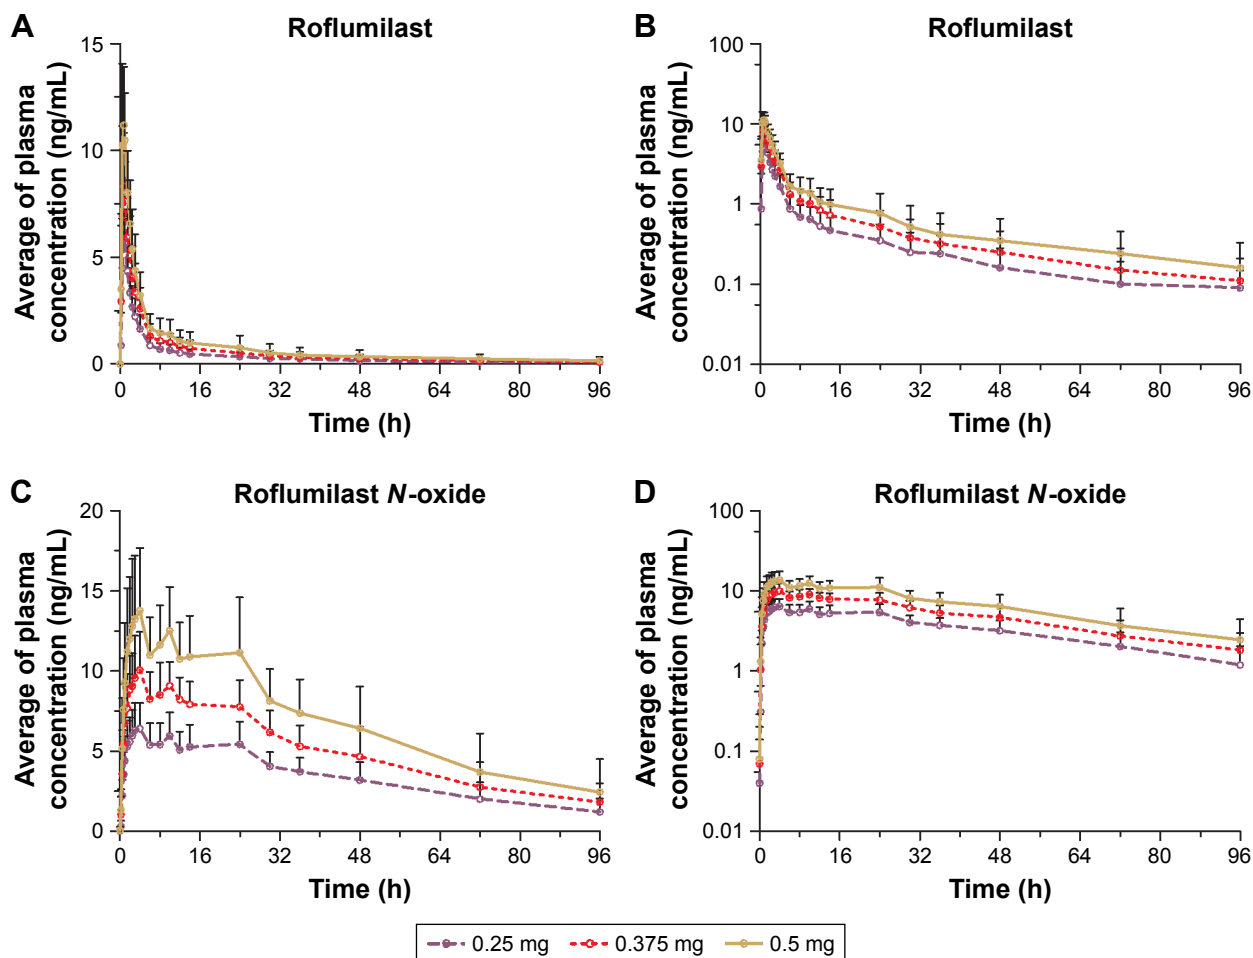 A
Roflumilast
Average of plasma
concentration (ng/mL)
15
10
5
0
0 16 32 48 64 80 96
Time (h)
B
Roflumilast
Average of plasma
concentration (ng/mL)
100
10
1
0.1
0.01
0 16 32 48 64 80 96
Time (h)
C
Roflumilast N-oxide
Average of plasma
concentration (ng/mL)
20
15
10
5
0
0 16 32 48 64 80 96
Time (h)
D
Roflumilast N-oxide
Average of plasma
concentration (ng/mL)
100
10
1
0.1
0.01
0 16 32 48 64 80 96
Time (h)
0.25 mg 0.375 mg 0.5 mg